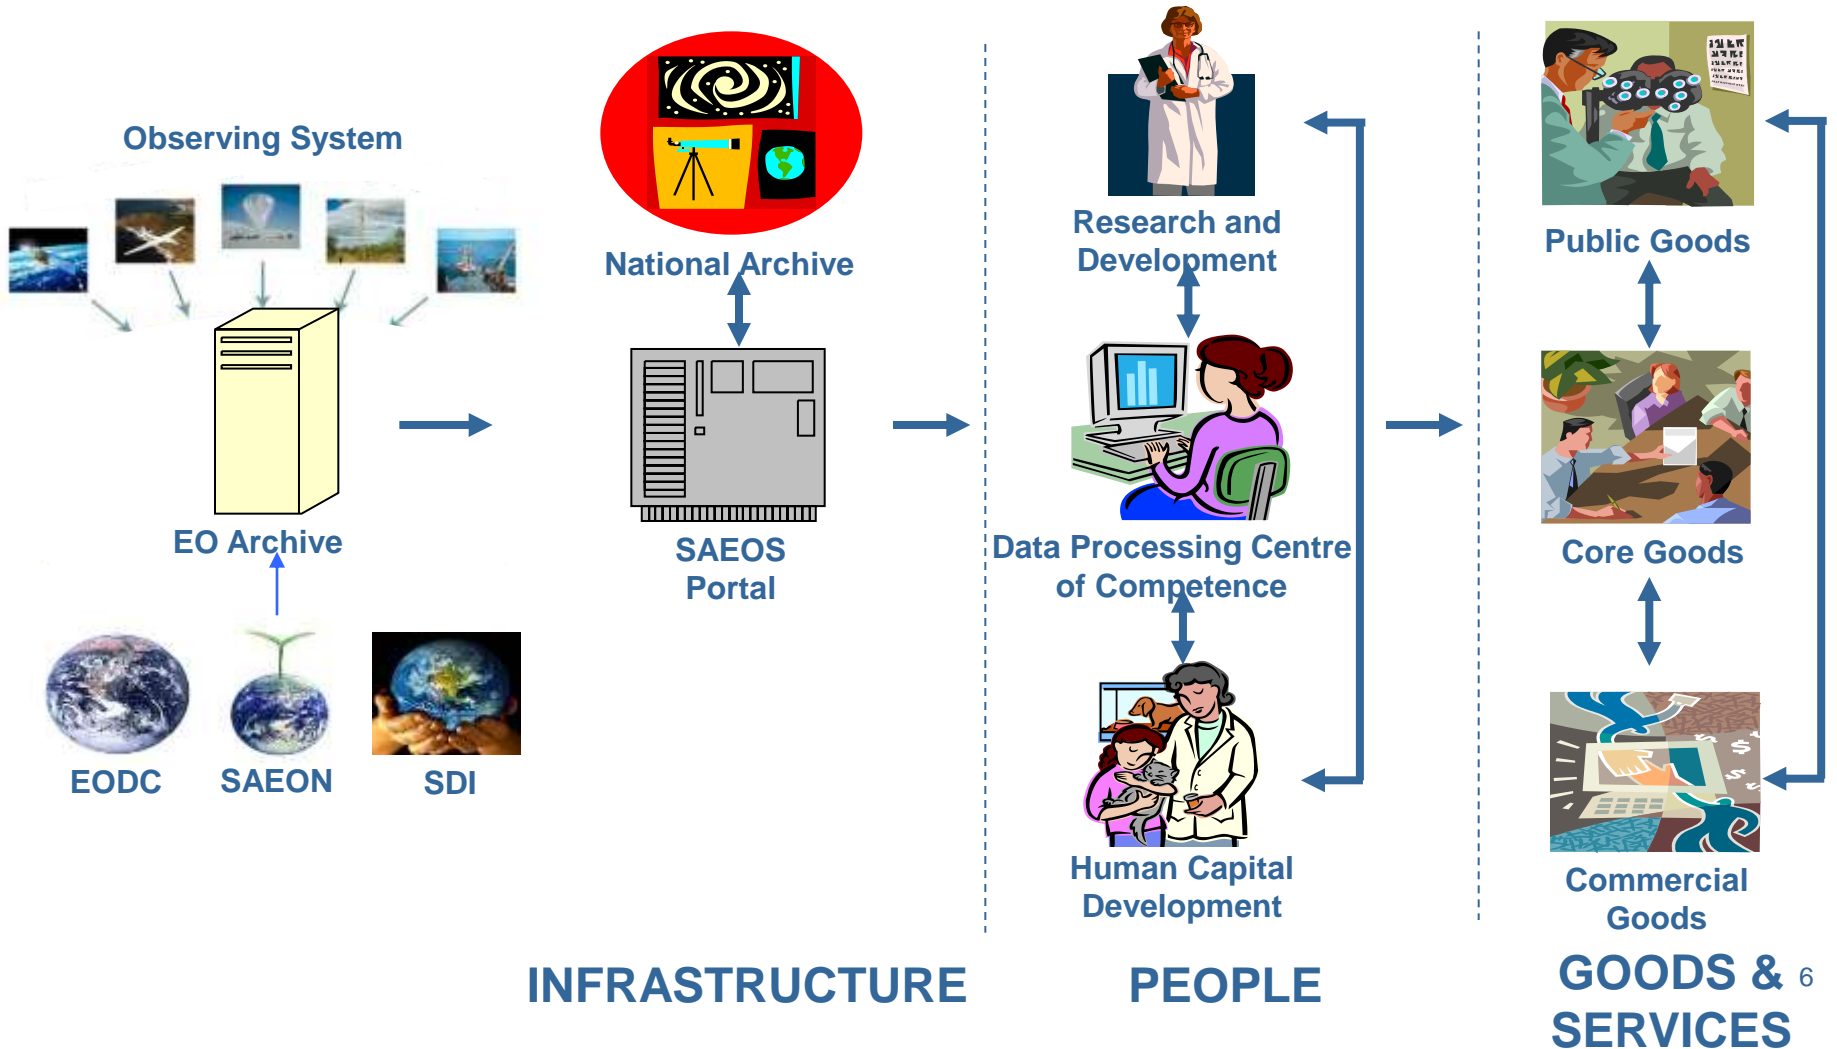 Observing System
EO Archive
EODC
SAEON
SDI
National Archive
SAEOS
Portal
INFRASTRUCTURE
Research and
Development
Data Processing Centre
of Competence
Human Capital
Development
PEOPLE
Public Goods
Core Goods
Commercial
Goods
GOODS &
SERVICES
6